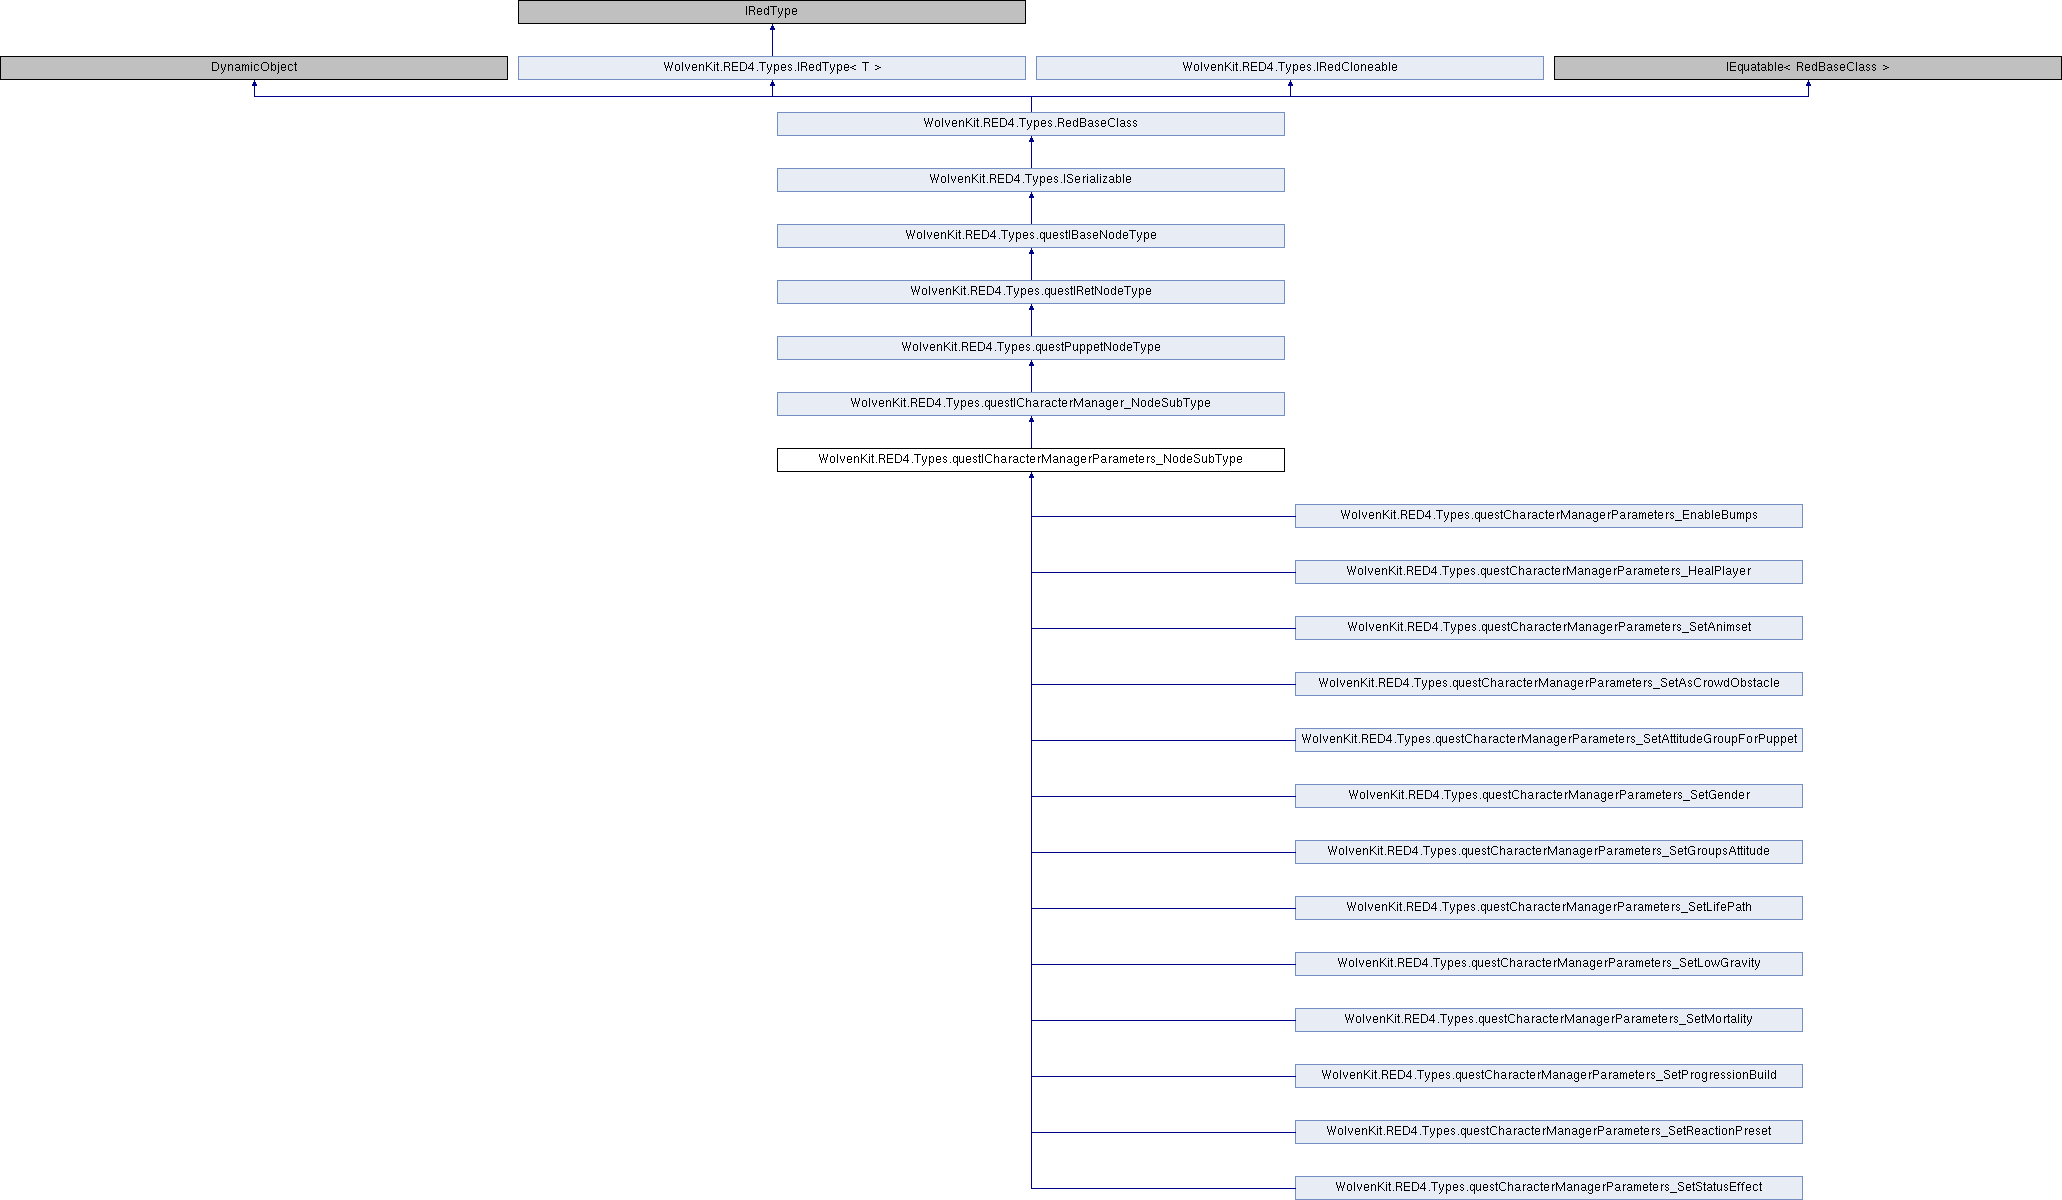 IRedType
DynamicObject
WolvenKit.RED4.Types.IRedType< T >
WolvenKit.RED4.Types.IRedCloneable
IEquatable< RedBaseClass >
WolvenKit.RED4.Types.RedBaseClass
WolvenKit.RED4.Types.ISerializable
WolvenKit.RED4.Types.questIBaseNodeType
WolvenKit.RED4.Types.questIRetNodeType
WolvenKit.RED4.Types.questPuppetNodeType
WolvenKit.RED4.Types.questICharacterManager_NodeSubType
WolvenKit.RED4.Types.questICharacterManagerParameters_NodeSubType
WolvenKit.RED4.Types.questCharacterManagerParameters_EnableBumps
WolvenKit.RED4.Types.questCharacterManagerParameters_HealPlayer
WolvenKit.RED4.Types.questCharacterManagerParameters_SetAnimset
WolvenKit.RED4.Types.questCharacterManagerParameters_SetAsCrowdObstacle
WolvenKit.RED4.Types.questCharacterManagerParameters_SetAttitudeGroupForPuppet
WolvenKit.RED4.Types.questCharacterManagerParameters_SetGender
WolvenKit.RED4.Types.questCharacterManagerParameters_SetGroupsAttitude
WolvenKit.RED4.Types.questCharacterManagerParameters_SetLifePath
WolvenKit.RED4.Types.questCharacterManagerParameters_SetLowGravity
WolvenKit.RED4.Types.questCharacterManagerParameters_SetMortality
WolvenKit.RED4.Types.questCharacterManagerParameters_SetProgressionBuild
WolvenKit.RED4.Types.questCharacterManagerParameters_SetReactionPreset
WolvenKit.RED4.Types.questCharacterManagerParameters_SetStatusEffect